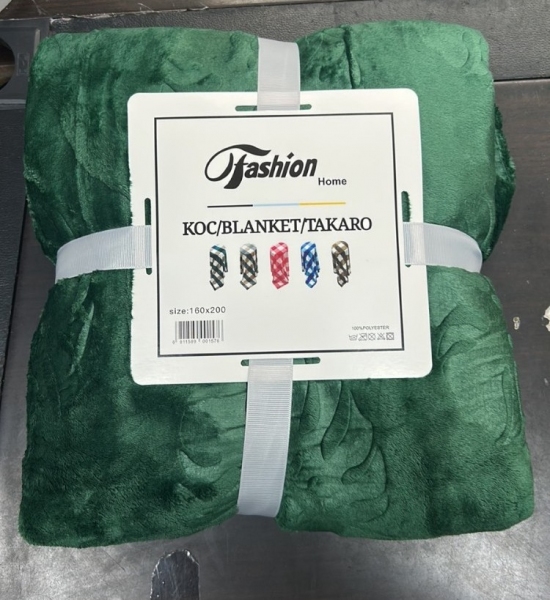 Fashion
Home
KOC/BLANKET/TAKARO
size:160x200
100%POLYESTER